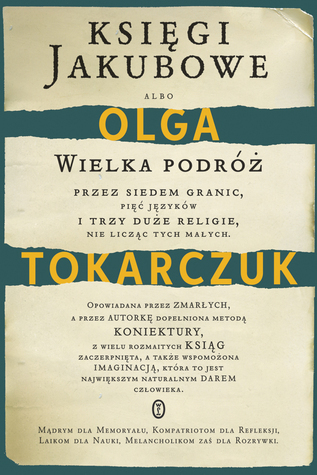 KSIĘGI
JAKUBOWE
ALBO
OLGA
WIELKA PODRÓŻ
PRZEZ SIEDEM GRANIC,
PIĘĆ JĘZYKÓW
I TRZY DUŻE RELIGIE,
NIE LICZĄC TYCH MAŁYCH.
TOKARCZUK
OPOWIADANA PRZEZ ZMARŁYCH,
A PRZEZ AUTORKĘ DOPEŁNIONA METODĄ
KONIEKTURY,
Z WIELU ROZMAITYCH KSIĄG
ZACZERPNIĘTA, A TAKŻE WSPOMOŻONA
IMAGINACJĄ, KTÓRA TO JEST
NAJWIĘKSZYM NATURALNYM DAREM
CZŁOWIEKA.
MĄDRYM DLA MEMORYAŁU, KOMPATRIOTOM DLA REFLEKSJI,
LAIKOM DLA NAUKI, MELANCHOLIKOM ZAŚ DLA ROZRYWKI.